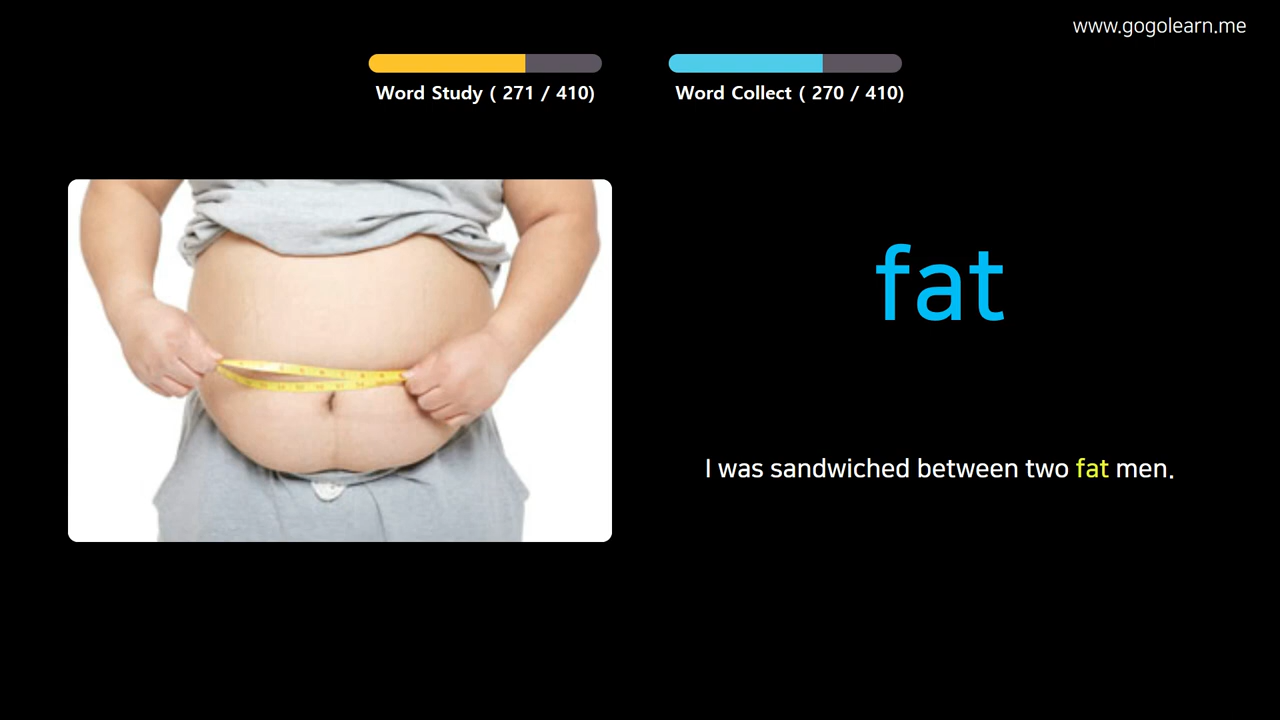 www.gogolearn.me
Word Study ( 271 / 410)
Word Collect ( 270 / 410)
fat
I was sandwiched between two fat men.